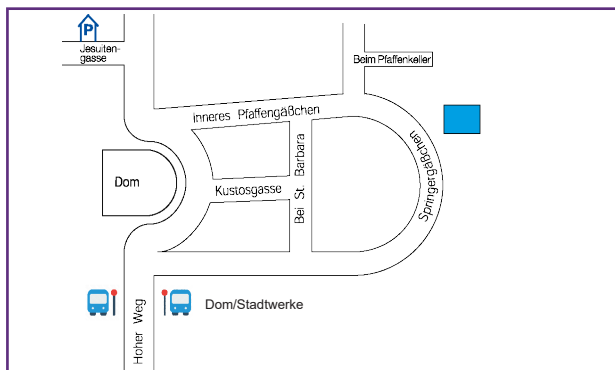 P
Jesuiten-
gasse
Beim Pfaffenkeller
Inneres Pfaffengäßchen
Springergäßchen
Bei St. Barbara
Dom
Kustosgasse
Dom/Stadtwerke
Hoher Weg